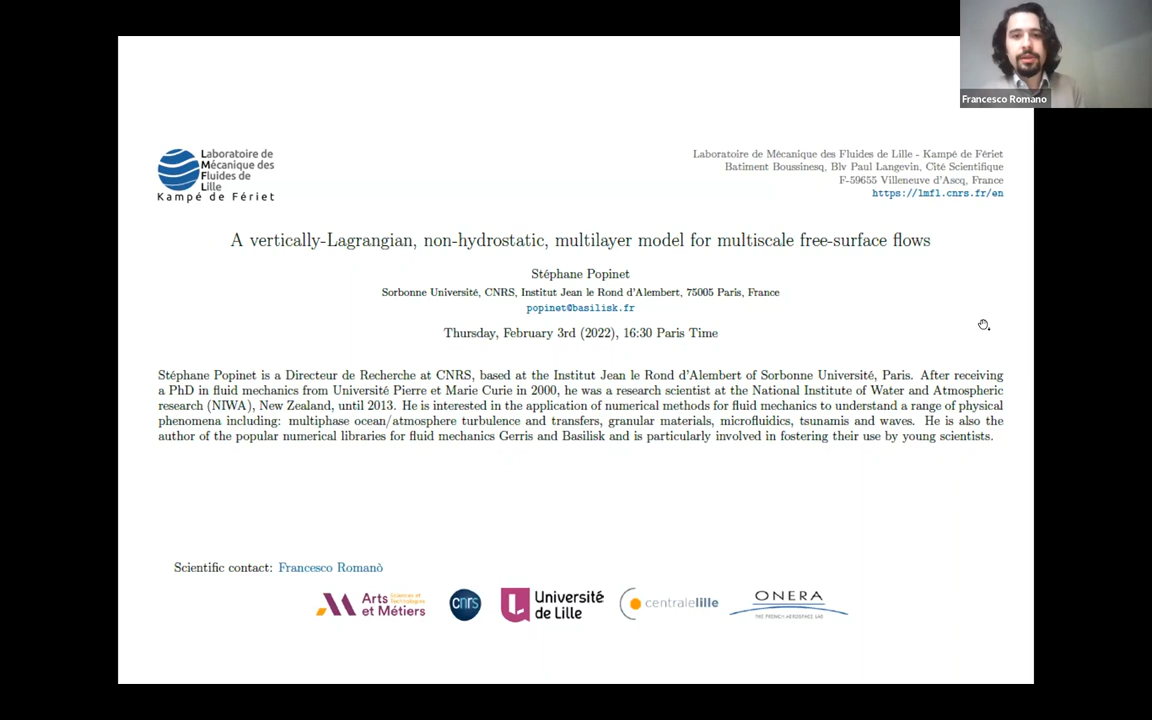 Francesco Romano
Laboratoire de
Mécanique des
Fluides de
Lille
Kampé de Fériet
Laboratoire de Mécanique des Fluides de Lille - Kampé de Fériet
Batiment Boussinesq, Blv Paul Langevin, Cité Scientifique
F-59655 Villeneuve d'Ascq, France
https://lmfl.cnrs.fr/en
A vertically-Lagrangian, non-hydrostatic, multilayer model for multiscale free-surface flows
Stéphane Popinet
Sorbonne Université, CNRS, Institut Jean le Rond d'Alembert, 75005 Paris, France
popinet@basilisk.fr
Thursday, February 3rd (2022), 16:30 Paris Time
Stéphane Popinet is a Directeur de Recherche at CNRS, based at the Institut Jean le Rond d'Alembert of Sorbonne Université, Paris. After receiving
a PhD in fluid mechanics from Université Pierre et Marie Curie in 2000, he was a research scientist at the National Institute of Water and Atmospheric
research (NIWA), New Zealand, until 2013. He is interested in the application of numerical methods for fluid mechanics to understand a range of physical
phenomena including: multiphase ocean/atmosphere turbulence and transfers, granular materials, microfluidics, tsunamis and waves. He is also the
author of the popular numerical libraries for fluid mechanics Gerris and Basilisk and is particularly involved in fostering their use by young scientists.
Scientific contact: Francesco Romanò
Arts Sciences et Technologies
et Métiers
cnrs
Université
de Lille
centralelille
ONERA
THE FRENCH AEROSPACE LAB